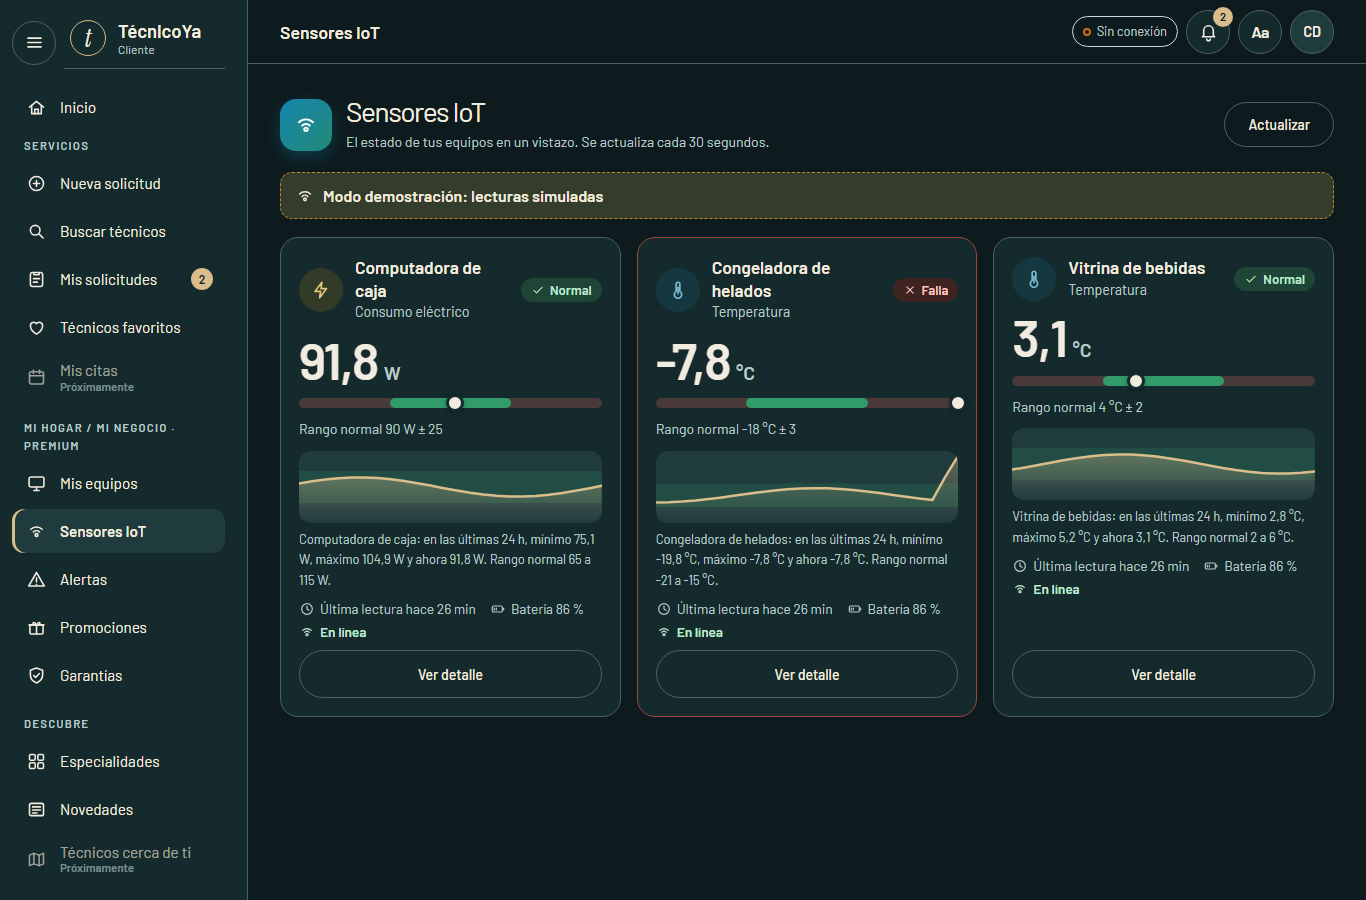 t
TécnicoYa
Cliente
Inicio
SERVICIOS
Nueva solicitud
Buscar técnicos
Mis solicitudes
2
Técnicos favoritos
Mis citas
Próximamente
MI HOGAR / MI NEGOCIO ·
PREMIUM
Mis equipos
Sensores IoT
Alertas
Promociones
Garantías
DESCUBRE
Especialidades
Novedades
Técnicos cerca de ti
Próximamente
Sensores IoT
Sin conexión
2
Aa
CD
Sensores IoT
El estado de tus equipos en un vistazo. Se actualiza cada 30 segundos.
Actualizar
Modo demostración: lecturas simuladas
Computadora de
caja
Consumo eléctrico
Normal
91,8 W
Rango normal 90 W ± 25
Computadora de caja: en las últimas 24 h, mínimo 75,1
W, máximo 104,9 W y ahora 91,8 W. Rango normal 65 a
115 W.
Última lectura hace 26 min
Batería 86 %
En línea
Ver detalle
Congeladora de
helados
Temperatura
Falla
-7,8 °C
Rango normal -18 °C ± 3
Congeladora de helados: en las últimas 24 h, mínimo
-19,8 °C, máximo -7,8 °C y ahora -7,8 °C. Rango normal
-21 a -15 °C.
Última lectura hace 26 min
Batería 86 %
En línea
Ver detalle
Vitrina de bebidas
Temperatura
Normal
3,1 °C
Rango normal 4 °C ± 2
Vitrina de bebidas: en las últimas 24 h, mínimo 2,8 °C,
máximo 5,2 °C y ahora 3,1 °C. Rango normal 2 a 6 °C.
Última lectura hace 26 min
Batería 86 %
En línea
Ver detalle